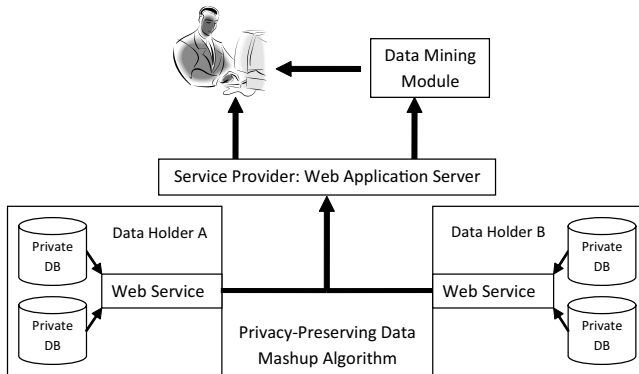 Data Mining
Module
Service Provider: Web Application Server
Data Holder A
Private
DB
Web Service
Private
DB
Data Holder B
Private
DB
Web Service
Private
DB
Privacy-Preserving Data
Mashup Algorithm